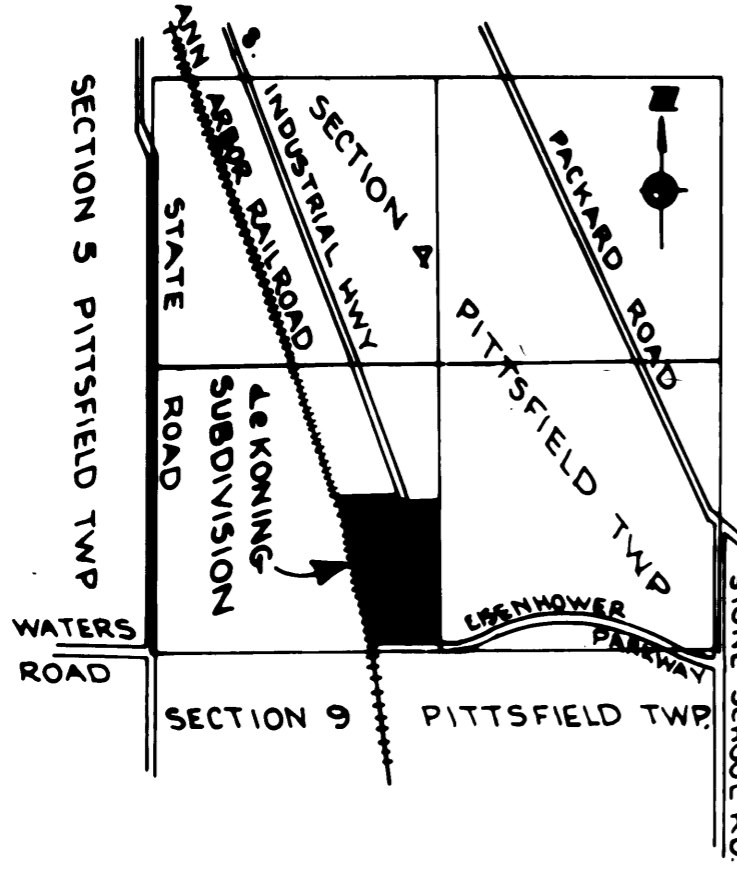 ANN ARBOR RAILROAD
S. INDUSTRIAL HWY
SECTION 4
PACKARD ROAD
N
SECTION 5 PITTSFIELD TWP
STATE ROAD
PITTSFIELD TWP
deKONING
SUBDIVISION
EISENHOWER
PARKWAY
STONE SCHOOL RD.
WATERS
ROAD
SECTION 9 PITTSFIELD TWP.